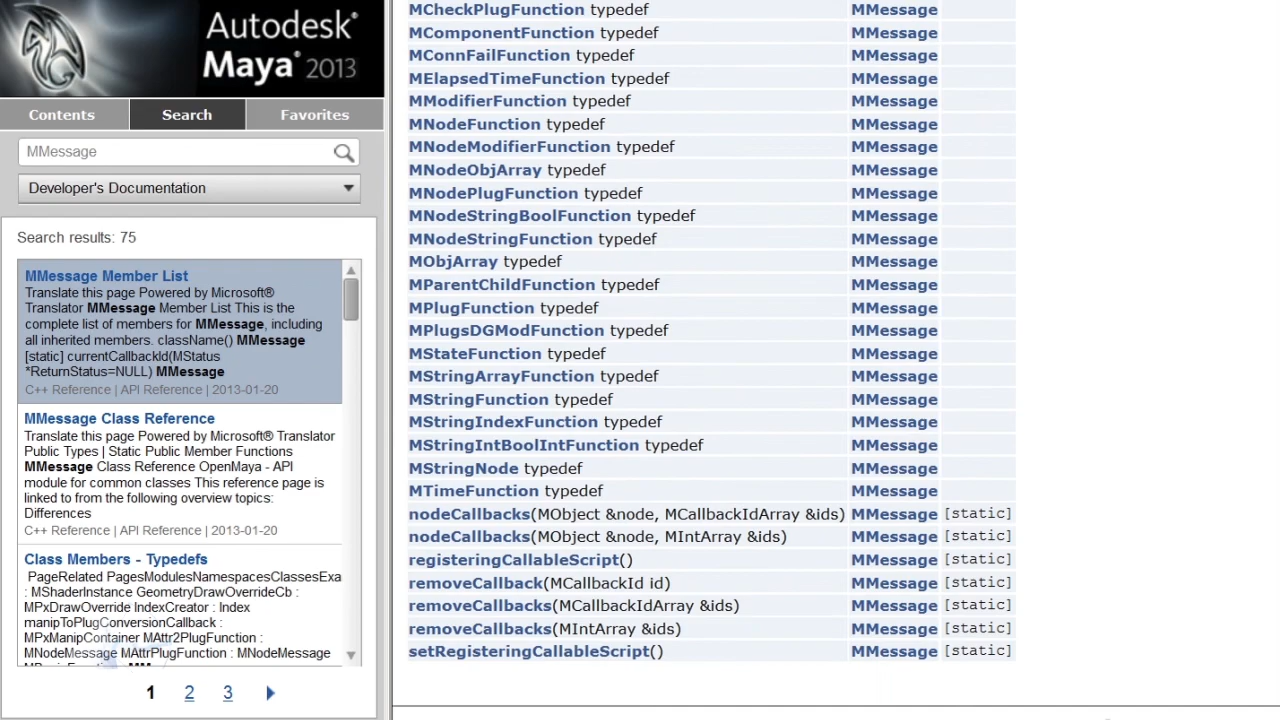 Autodesk®
Maya® 2013
Contents
Search
Favorites
MMessage
Developer's Documentation
Search results: 75
MMessage Member List
Translate this page Powered by Microsoft®
Translator MMessage Member List This is the
complete list of members for MMessage, including
all inherited members. className() MMessage
[static] currentCallbackId(MStatus
*ReturnStatus=NULL) MMessage
C++ Reference | API Reference | 2013-01-20
MMessage Class Reference
Translate this page Powered by Microsoft® Translator
Public Types | Static Public Member Functions
MMessage Class Reference OpenMaya - API
module for common classes This reference page is
linked to from the following overview topics:
Differences
C++ Reference | API Reference | 2013-01-20
Class Members - Typedefs
PageRelated PagesModulesNamespacesClassesExa
: MShaderInstance GeometryDrawOverrideCb :
MPxDrawOverride IndexCreator : Index
manipToPlugConversionCallback :
MPxManipContainer MAttr2PlugFunction :
MNodeMessage MAttrPlugFunction : MNodeMessage
1 2 3
MCheckPlugFunction typedef MMessage
MComponentFunction typedef MMessage
MConnFailFunction typedef MMessage
MElapsedTimeFunction typedef MMessage
MModifierFunction typedef MMessage
MNodeFunction typedef MMessage
MNodeModifierFunction typedef MMessage
MNodeObjArray typedef MMessage
MNodePlugFunction typedef MMessage
MNodeStringBoolFunction typedef MMessage
MNodeStringFunction typedef MMessage
MObjArray typedef MMessage
MParentChildFunction typedef MMessage
MPlugFunction typedef MMessage
MPlugsDGModFunction typedef MMessage
MStateFunction typedef MMessage
MStringArrayFunction typedef MMessage
MStringFunction typedef MMessage
MStringIndexFunction typedef MMessage
MStringIntBoolIntFunction typedef MMessage
MStringNode typedef MMessage
MTimeFunction typedef MMessage
nodeCallbacks(MObject &node, MCallbackIdArray &ids) MMessage [static]
nodeCallbacks(MObject &node, MIntArray &ids) MMessage [static]
registeringCallableScript() MMessage [static]
removeCallback(MCallbackId id) MMessage [static]
removeCallbacks(MCallbackIdArray &ids) MMessage [static]
removeCallbacks(MIntArray &ids) MMessage [static]
setRegisteringCallableScript() MMessage [static]